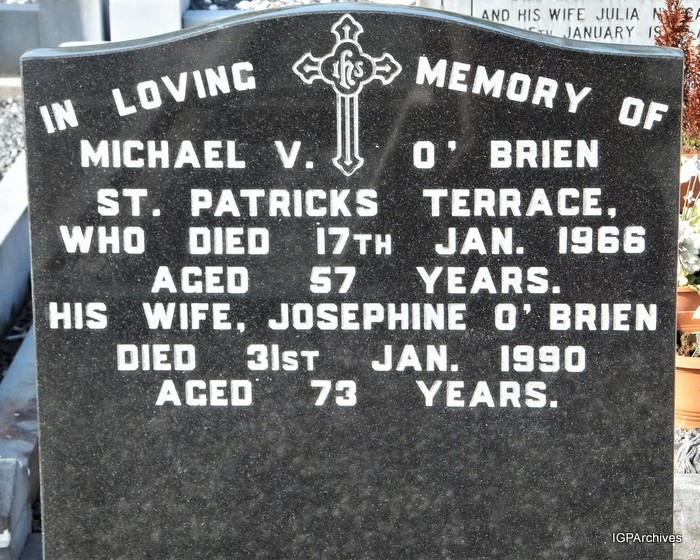 AND HIS WIFE JULIA
JANUARY
IN LOVING MEMORY OF
ihs
MICHAEL V. O' BRIEN
ST. PATRICKS TERRACE,
WHO DIED 17TH JAN. 1966
AGED 57 YEARS.
HIS WIFE, JOSEPHINE O' BRIEN
DIED 31ST JAN. 1990
AGED 73 YEARS.
IGPArchives